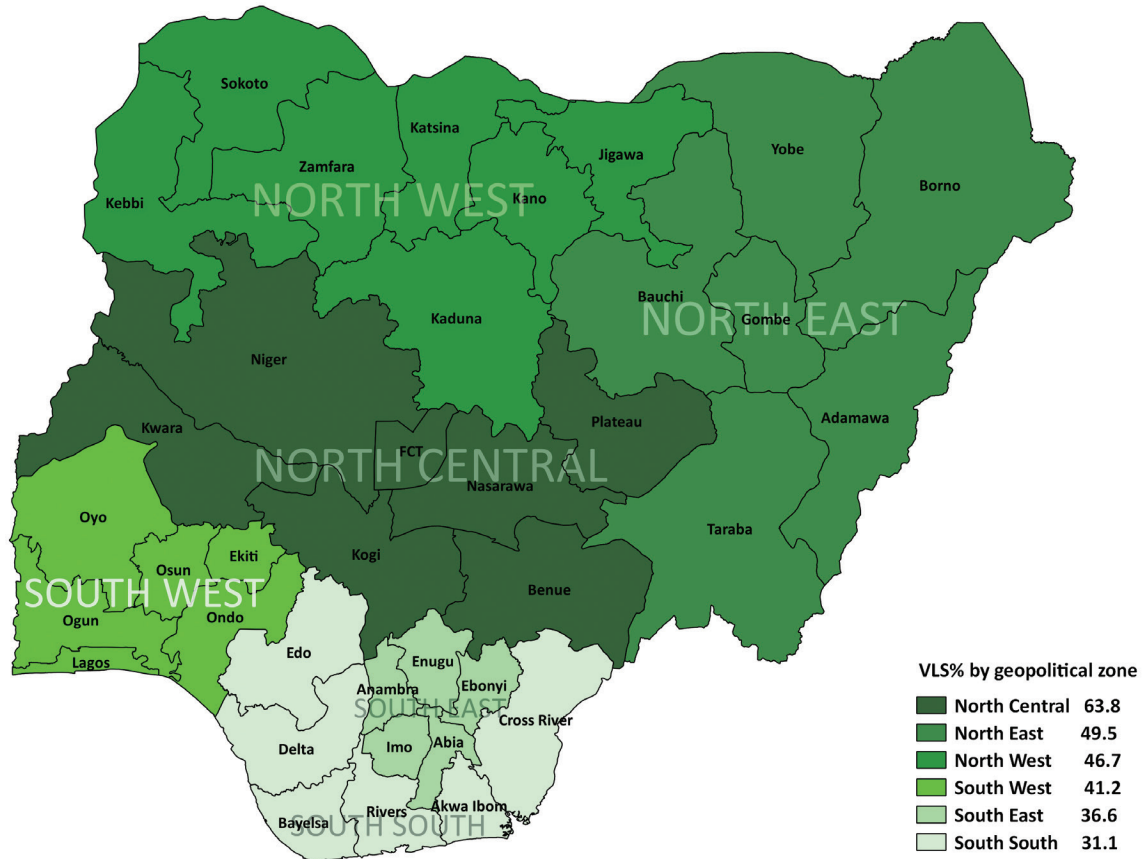 Sokoto
Katsina
Jigawa
Yobe
Zamfara
Borno
Kebbi
NORTH WEST
Kano
Bauchi
NORTH EAST
Gombe
Kaduna
Niger
Adamawa
Plateau
Kwara
FCT
NORTH CENTRAL
Nasarawa
Oyo
Taraba
Kogi
Ekiti
Osun
SOUTH WEST
Benue
Ogun
Ondo
Edo
Lagos
Enugu
Anambra
Ebonyi
SOUTH EAST
Cross River
Delta
Imo
Abia
Rivers
Akwa Ibom
Bayelsa
SOUTH SOUTH
VLS% by geopolitical zone
North Central 63.8
North East 49.5
North West 46.7
South West 41.2
South East 36.6
South South 31.1